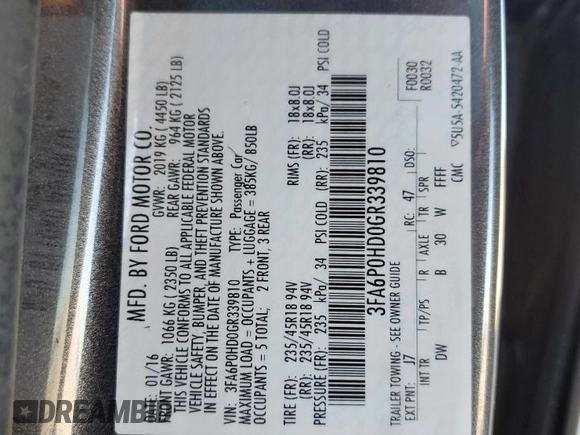 MFD. BY FORD MOTOR CO.
DATE: 01/16 GVWR: 2019 KG ( 4450 LB)
FRONT GAWR: 1066 KG ( 2350 LB) REAR GAWR: 964 KG ( 2125 LB)
THIS VEHICLE CONFORMS TO ALL APPLICABLE FEDERAL MOTOR
VEHICLE SAFETY, BUMPER, AND THEFT PREVENTION STANDARDS
IN EFFECT ON THE DATE OF MANUFACTURE SHOWN ABOVE.
VIN: 3FA6P0HD0GR339810 TYPE: Passenger Car
MAXIMUM LOAD = OCCUPANTS + LUGGAGE = 385KG/ 850LB
OCCUPANTS = 5 TOTAL; 2 FRONT, 3 REAR
TIRE (FR): 235/45R18 94V RIMS (FR): 18x8.0J
(RR): 235/45R18 94V (RR): 18x8.0J
PRESSURE (FR): 235 kPa/ 34 PSI COLD (RR): 235 kPa/ 34 PSI COLD
3FA6P0HD0GR339810
TRAILER TOWING - SEE OWNER GUIDE
F0030
R0032
EXT PNT: J7 RC: 47 DSO:
INT TR TP/PS R AXLE TR SPR
DW B 30 W FFFF
CMC 5U5A-5420472-AA
DREAMBID